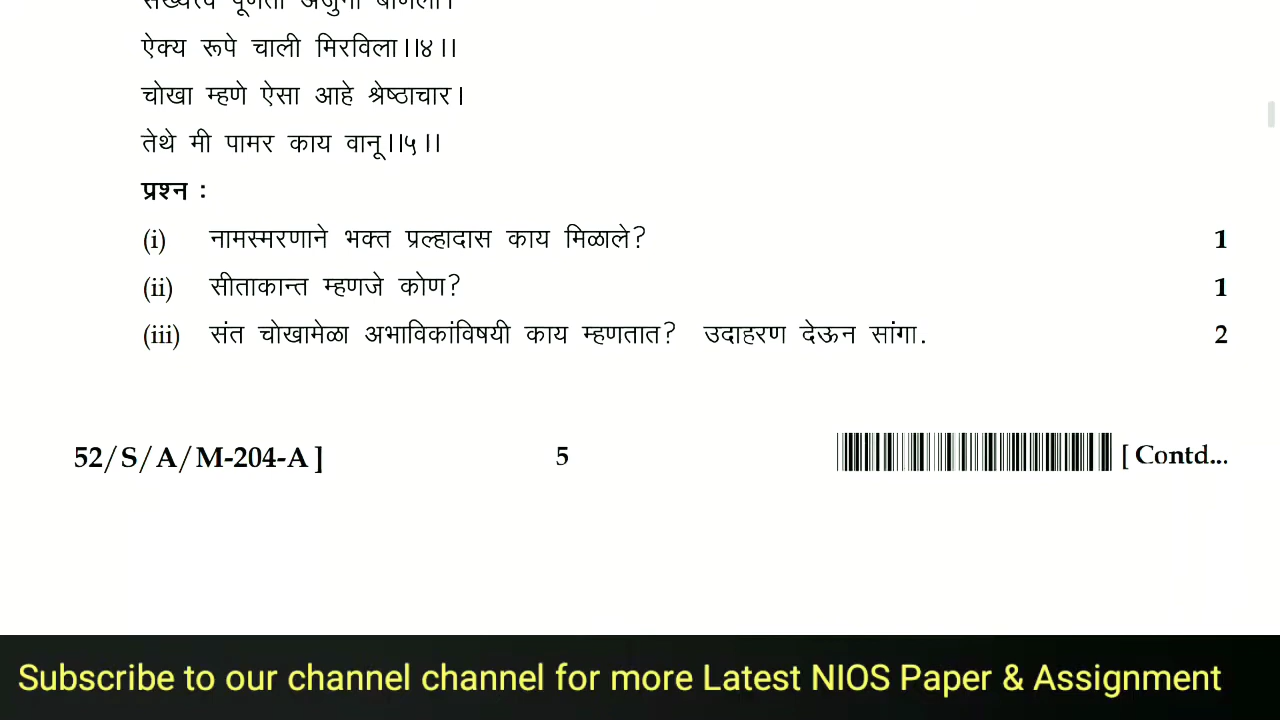 ऐक्य रूपे चाली मिरविला।।४।।
चोखा म्हणे ऐसा आहे श्रेष्ठाचार।
तेथे मी पामर काय वानू।।५।।
प्रश्न :
(i) नामस्मरणाने भक्त प्रल्हादास काय मिळाले? 1
(ii) सीताकान्त म्हणजे कोण? 1
(iii) संत चोखामेळा अभाविकांविषयी काय म्हणतात? उदाहरण देऊन सांगा. 2
52/S/A/M-204-A ] 5 [ Contd...
Subscribe to our channel channel for more Latest NIOS Paper & Assignment